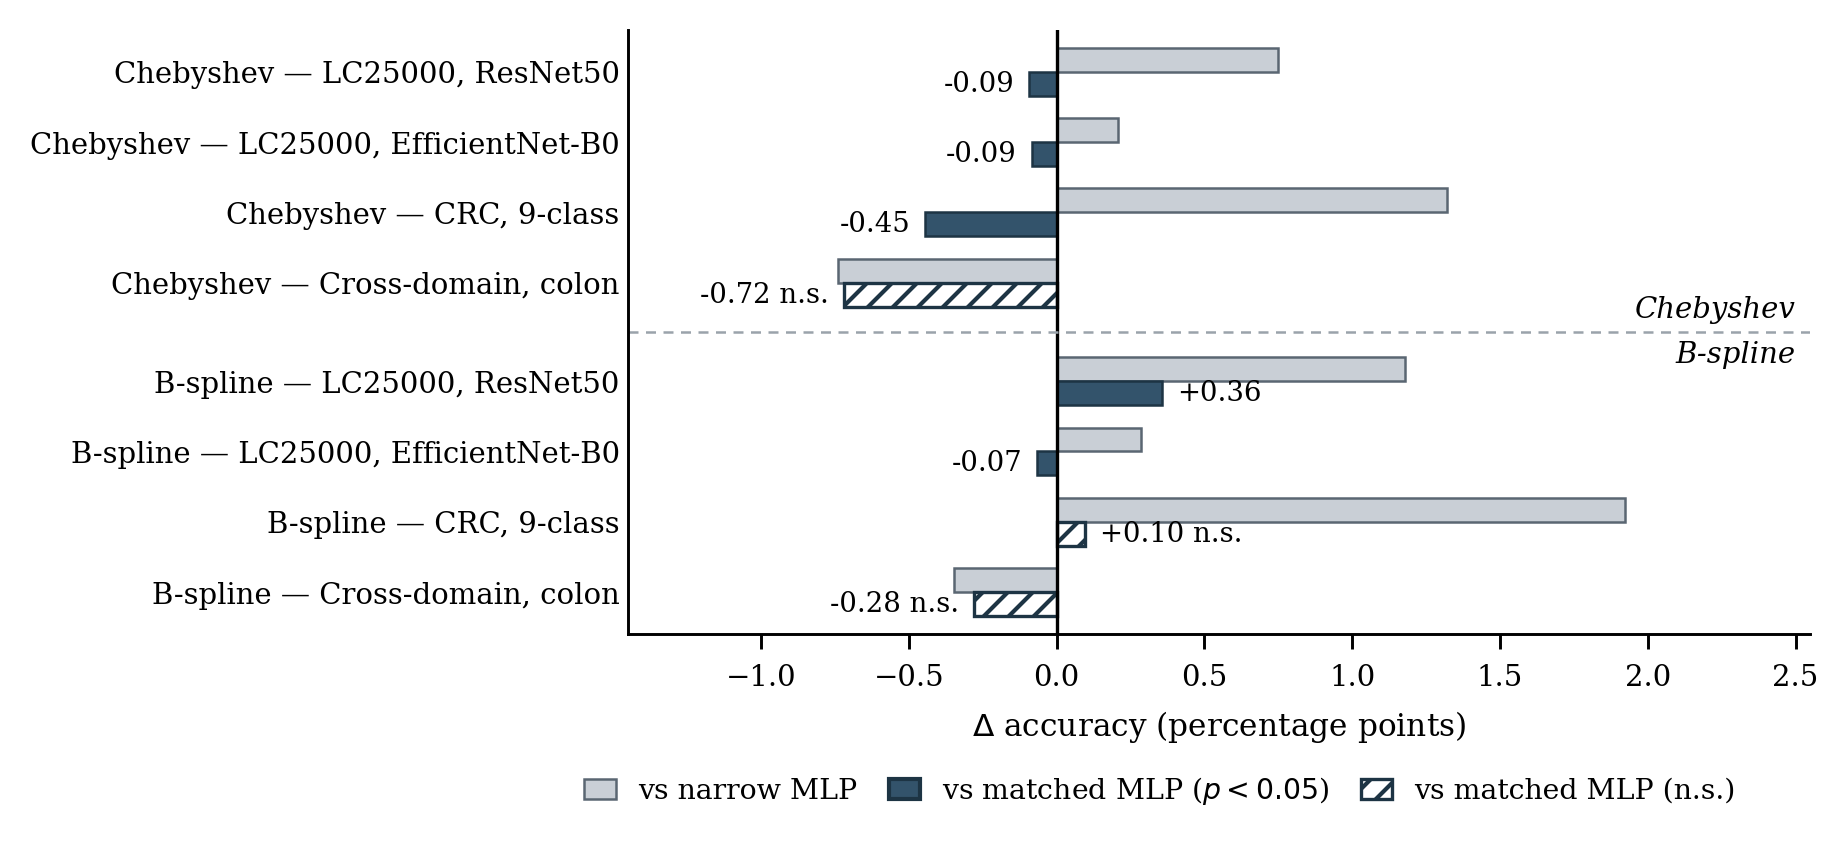 Chebyshev — LC25000, ResNet50
-0.09
Chebyshev — LC25000, EfficientNet-B0
-0.09
Chebyshev — CRC, 9-class
-0.45
Chebyshev — Cross-domain, colon
-0.72 n.s.
Chebyshev
B-spline
B-spline — LC25000, ResNet50
+0.36
B-spline — LC25000, EfficientNet-B0
-0.07
B-spline — CRC, 9-class
+0.10 n.s.
B-spline — Cross-domain, colon
-0.28 n.s.
−1.0 −0.5 0.0 0.5 1.0 1.5 2.0 2.5
Δ accuracy (percentage points)
vs narrow MLP vs matched MLP (p < 0.05) vs matched MLP (n.s.)